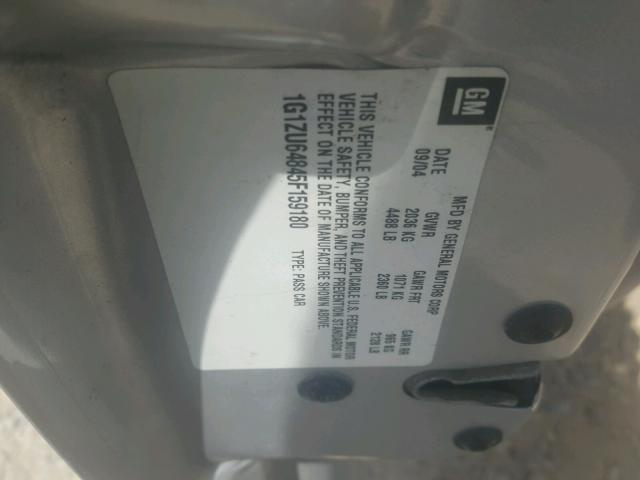 GM
MFD BY GENERAL MOTORS CORP
DATE GVWR GAWR FRT GAWR RR
09/04 2036 KG 1071 KG 965 KG
4488 LB 2360 LB 2128 LB
THIS VEHICLE CONFORMS TO ALL APPLICABLE U.S. FEDERAL MOTOR
VEHICLE SAFETY, BUMPER, AND THEFT PREVENTION STANDARDS IN
EFFECT ON THE DATE OF MANUFACTURE SHOWN ABOVE.
1G1ZU64845F159180 TYPE: PASS CAR